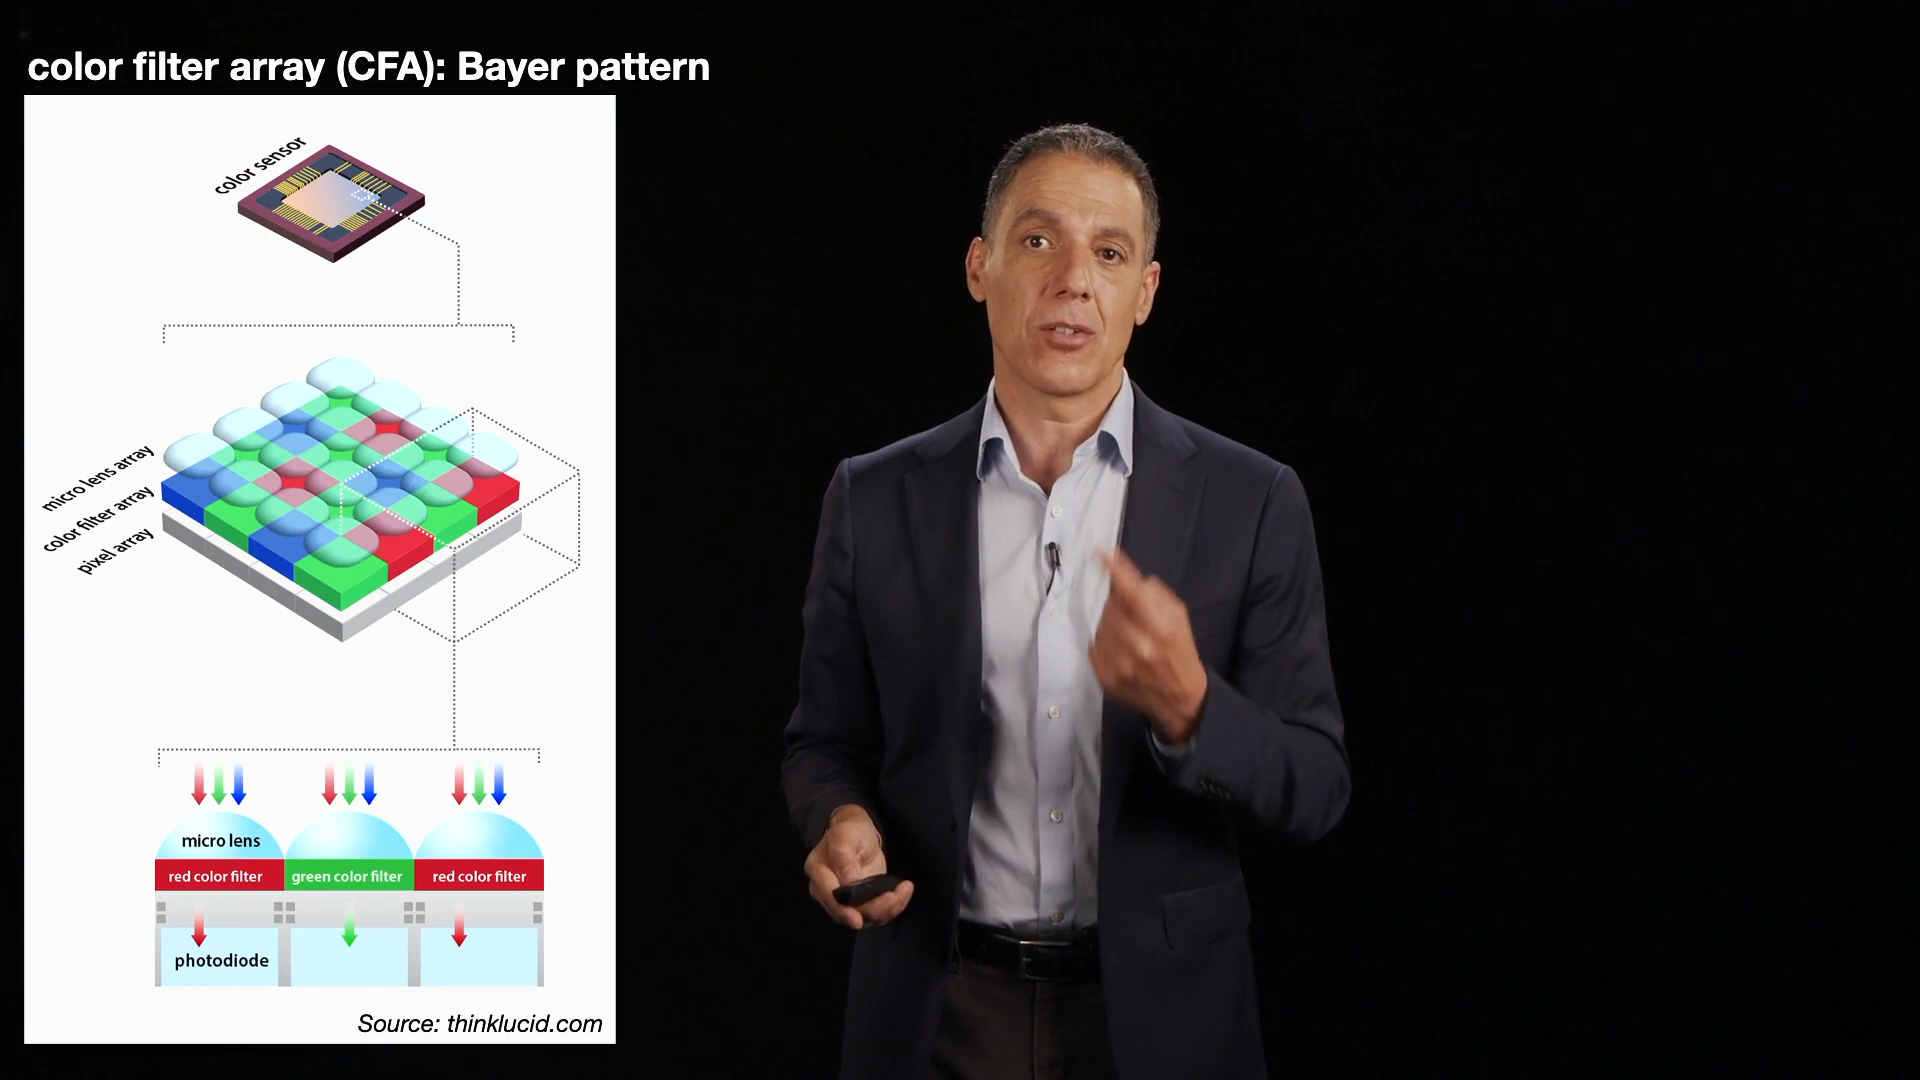 color filter array (CFA): Bayer pattern
color sensor
micro lens array
color filter array
pixel array
micro lens
red color filter
green color filter
red color filter
photodiode
Source: thinklucid.com